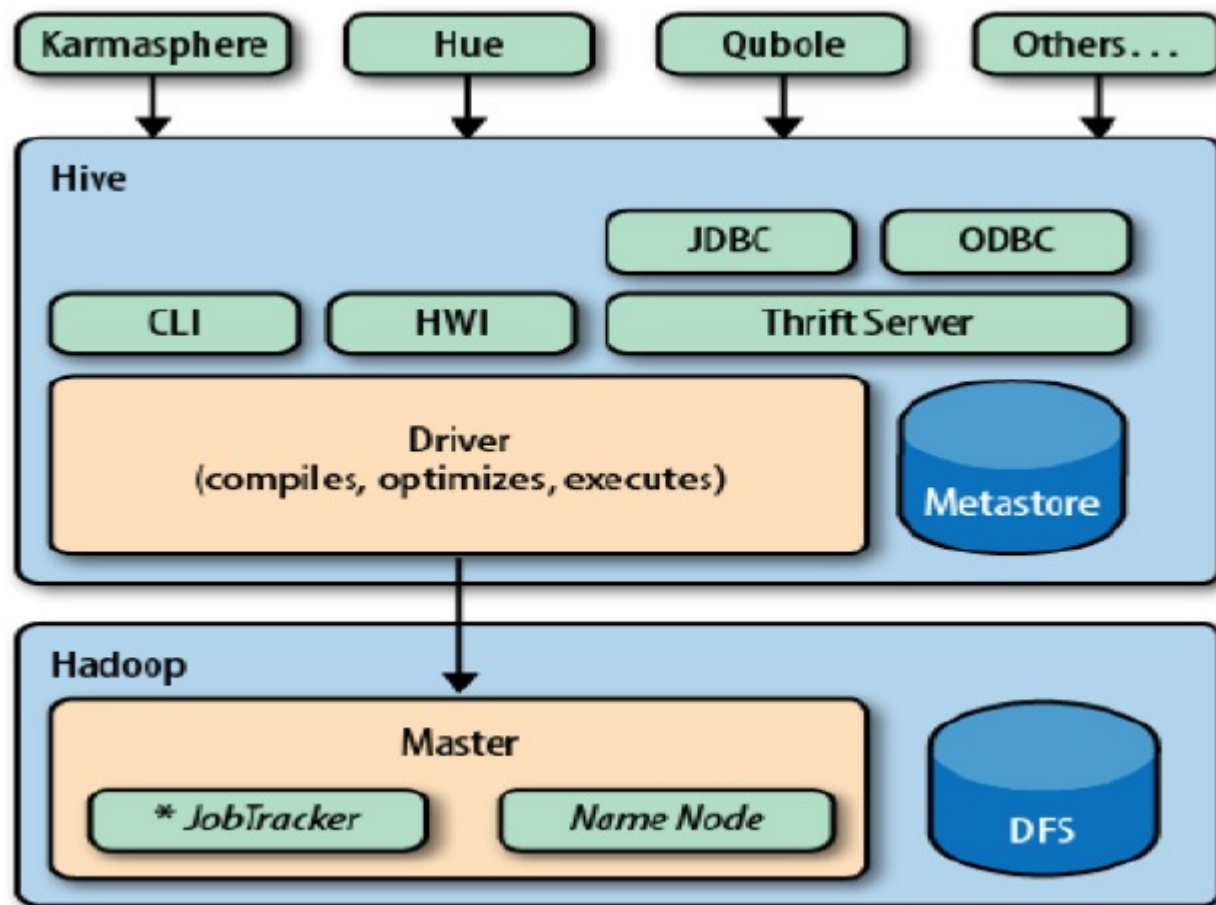 Karmasphere
Hue
Qubole
Others...
Hive
JDBC
ODBC
CLI
HWI
Thrift Server
Driver
(compiles, optimizes, executes)
Metastore
Hadoop
Master
* JobTracker
Name Node
DFS